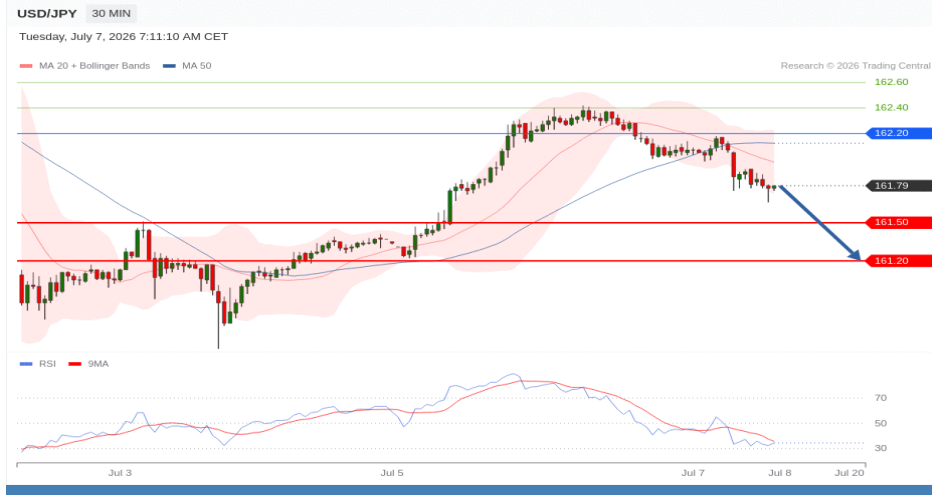 USD/JPY 30 MIN
Tuesday, July 7, 2026 7:11:10 AM CET
MA 20 + Bollinger Bands MA 50 Research © 2026 Trading Central
162.60
162.40
162.20
161.79
161.50
161.20
RSI 9MA
70
50
30
Jul 3 Jul 5 Jul 7 Jul 8 Jul 20